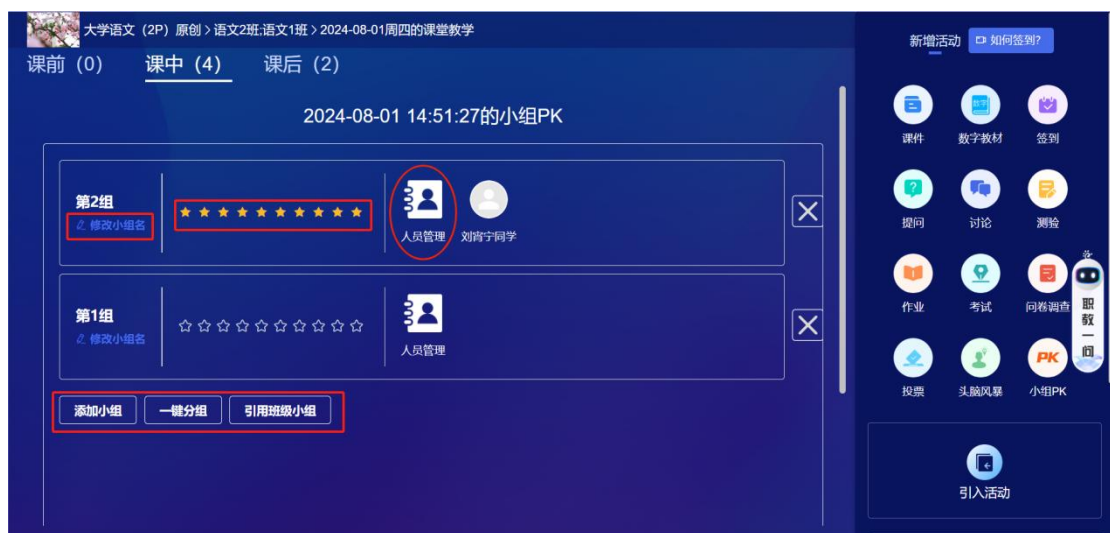 大学语文（2P）原创 > 语文2班;语文1班 > 2024-08-01周四的课堂教学
课前（0） 课中（4） 课后（2）
2024-08-01 14:51:27的小组PK
第2组
修改小组名
人员管理 刘宵宁同学
第1组
修改小组名
人员管理
添加小组 一键分组 引用班级小组
新增活动 如何签到?
数字
课件 数字教材 签到
提问 讨论 测验
作业 考试 问卷调查
PK
投票 头脑风暴 小组PK
职教一问
引入活动